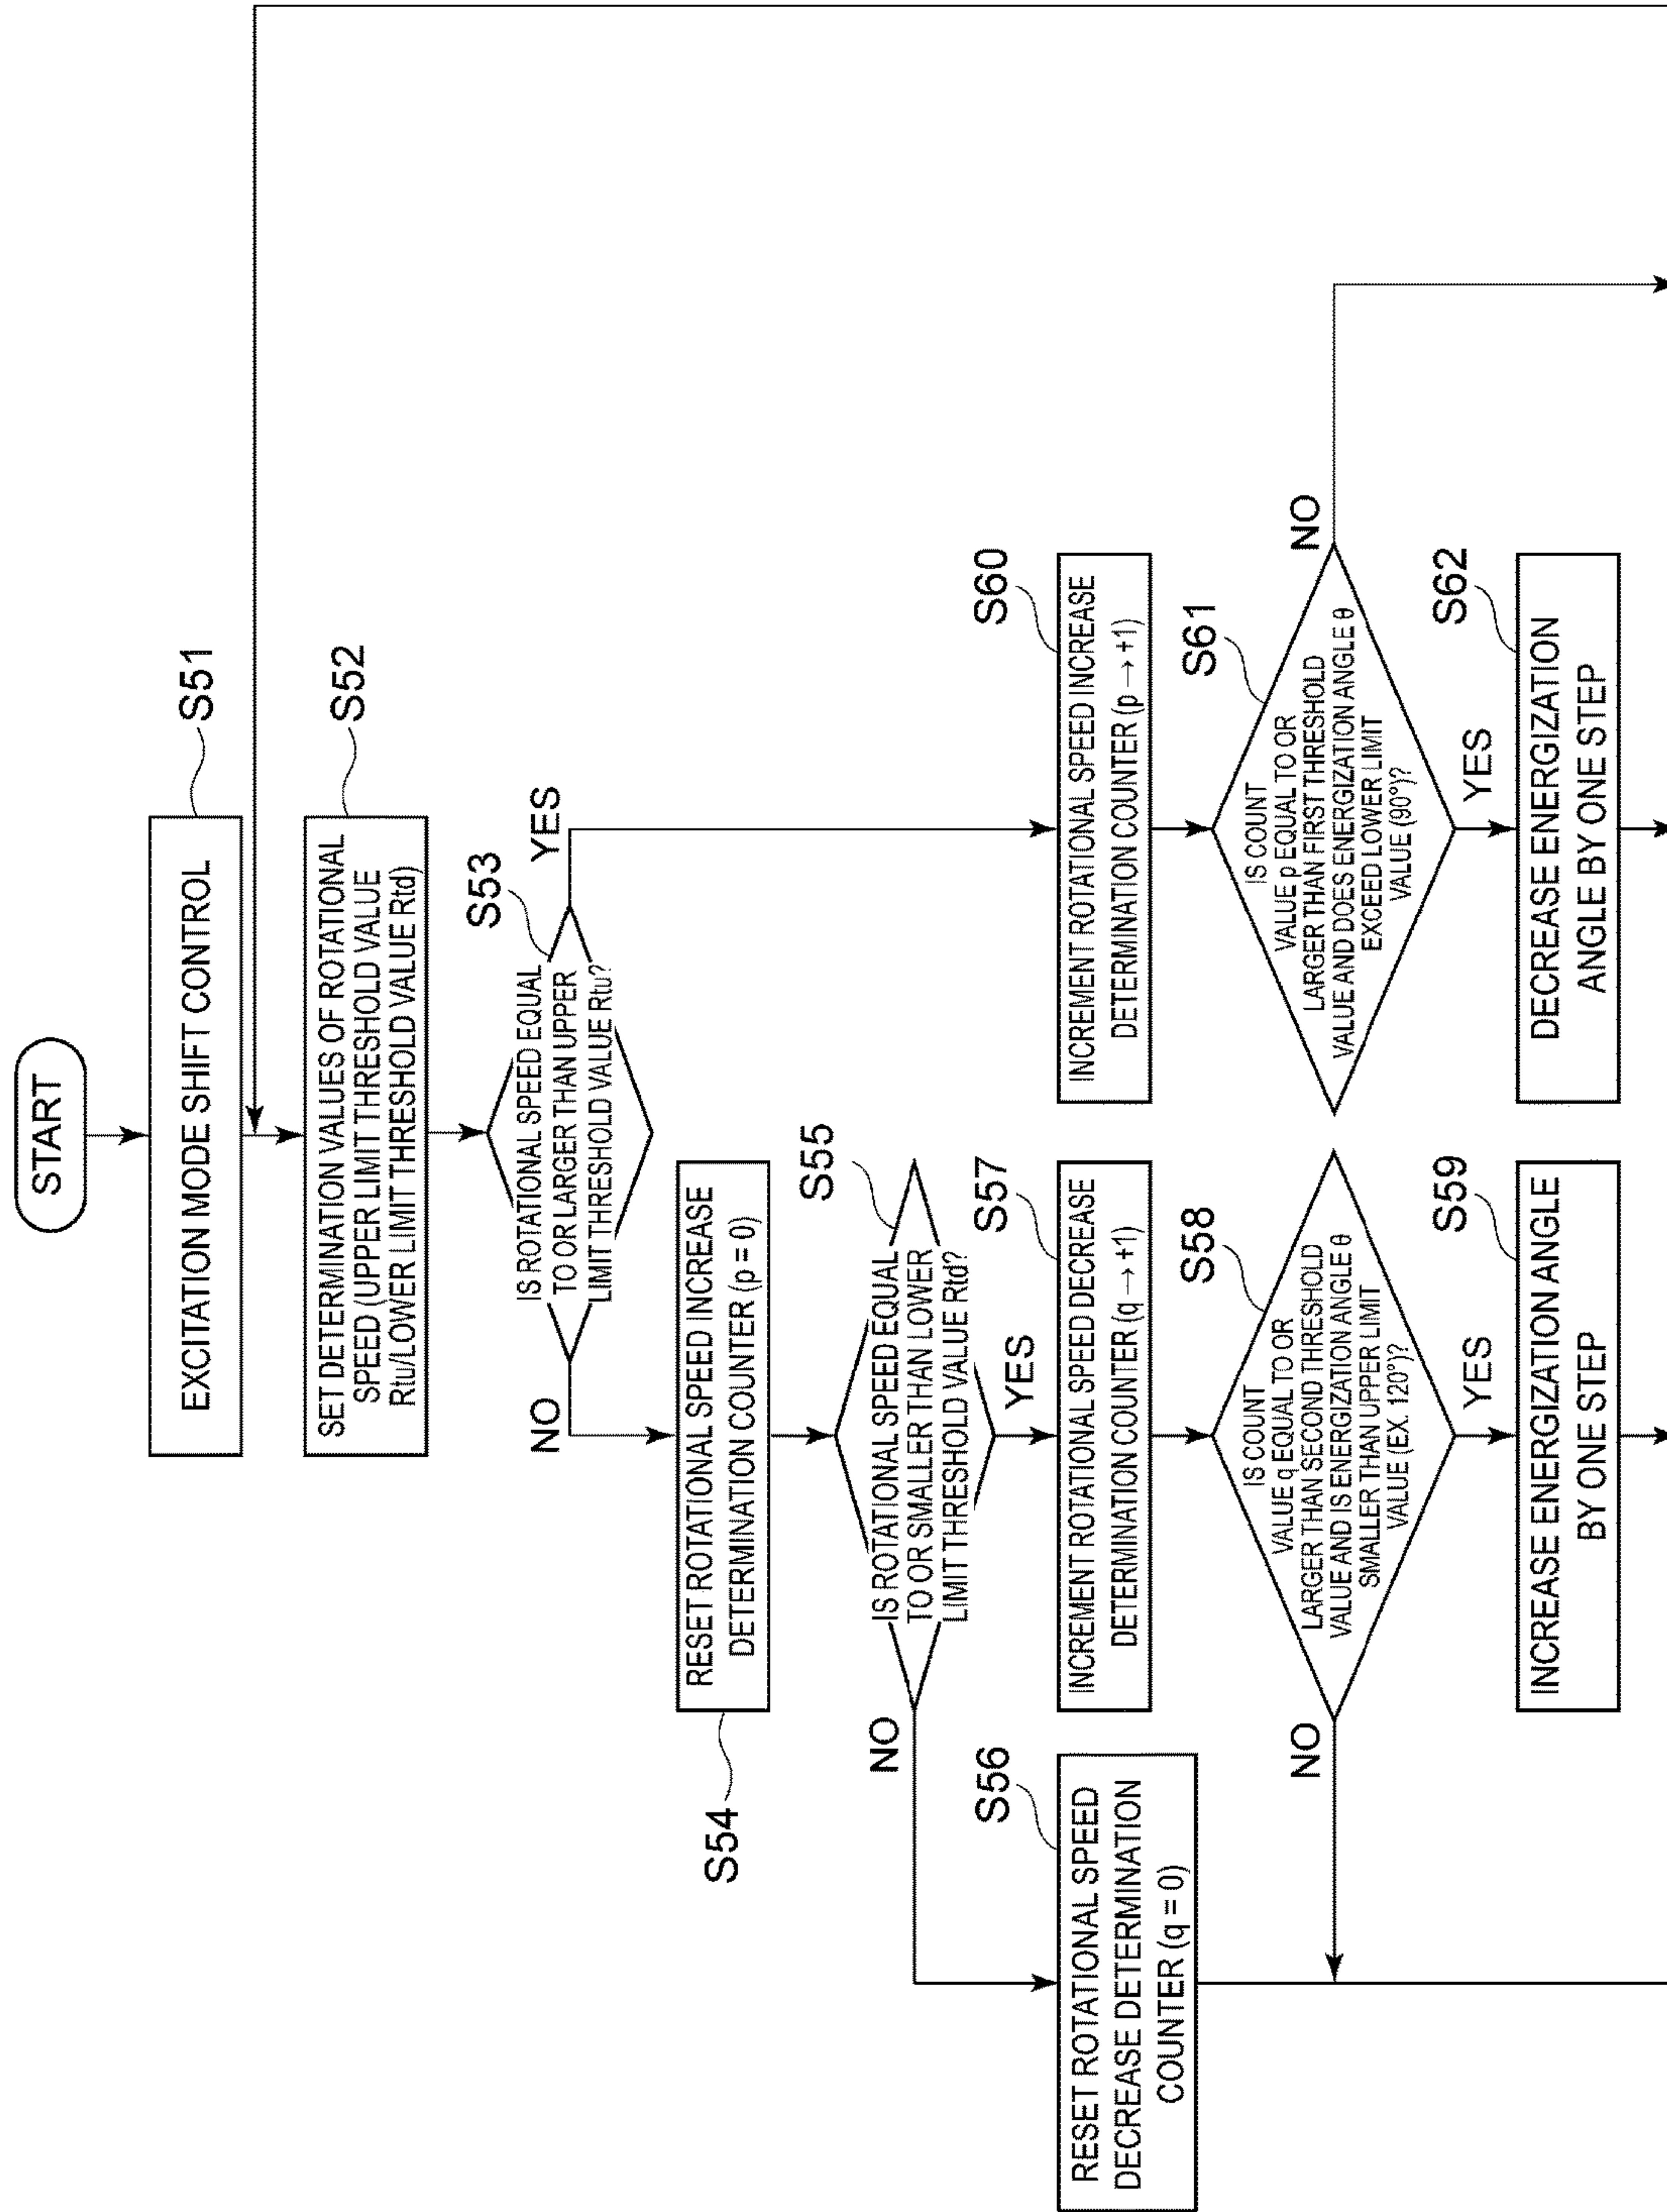 START
EXCITATION MODE SHIFT CONTROL
S51
SET DETERMINATION VALUES OF ROTATIONAL
SPEED (UPPER LIMIT THRESHOLD VALUE
Rtu/LOWER LIMIT THRESHOLD VALUE Rtd)
S52
IS ROTATIONAL SPEED EQUAL
TO OR LARGER THAN UPPER
LIMIT THRESHOLD VALUE Rtu?
S53
NO
YES
RESET ROTATIONAL SPEED INCREASE
DETERMINATION COUNTER (p = 0)
S54
IS ROTATIONAL SPEED EQUAL
TO OR SMALLER THAN LOWER
LIMIT THRESHOLD VALUE Rtd?
S55
NO
YES
RESET ROTATIONAL SPEED
DECREASE DETERMINATION
COUNTER (q = 0)
S56
INCREMENT ROTATIONAL SPEED DECREASE
DETERMINATION COUNTER (q → +1)
S57
INCREMENT ROTATIONAL SPEED INCREASE
DETERMINATION COUNTER (p → +1)
S60
IS COUNT
VALUE q EQUAL TO OR
LARGER THAN SECOND THRESHOLD
VALUE AND IS ENERGIZATION ANGLE θ
SMALLER THAN UPPER LIMIT
VALUE (EX. 120°)?
S58
NO
YES
IS COUNT
VALUE p EQUAL TO OR
LARGER THAN FIRST THRESHOLD
VALUE AND DOES ENERGIZATION ANGLE θ
EXCEED LOWER LIMIT
VALUE (90°)?
S61
NO
YES
INCREASE ENERGIZATION ANGLE
BY ONE STEP
S59
DECREASE ENERGIZATION
ANGLE BY ONE STEP
S62